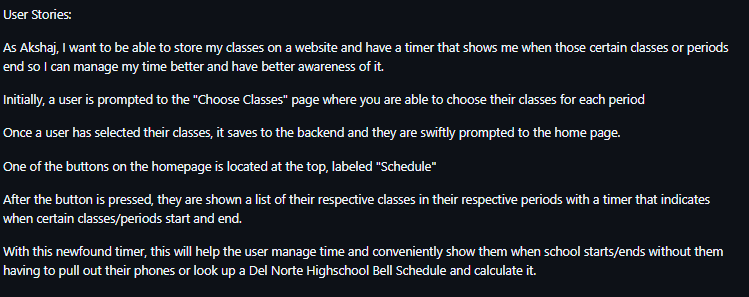 User Stories:
As Akshaj, I want to be able to store my classes on a website and have a timer that shows me when those certain classes or periods
end so I can manage my time better and have better awareness of it.
Initially, a user is prompted to the "Choose Classes" page where you are able to choose their classes for each period
Once a user has selected their classes, it saves to the backend and they are swiftly prompted to the home page.
One of the buttons on the homepage is located at the top, labeled "Schedule"
After the button is pressed, they are shown a list of their respective classes in their respective periods with a timer that indicates
when certain classes/periods start and end.
With this newfound timer, this will help the user manage time and conveniently show them when school starts/ends without them
having to pull out their phones or look up a Del Norte Highschool Bell Schedule and calculate it.